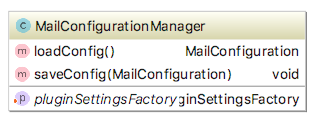 C MailConfigurationManager
m loadConfig() MailConfiguration
m saveConfig(MailConfiguration) void
p pluginSettingsFactory ginSettingsFactory